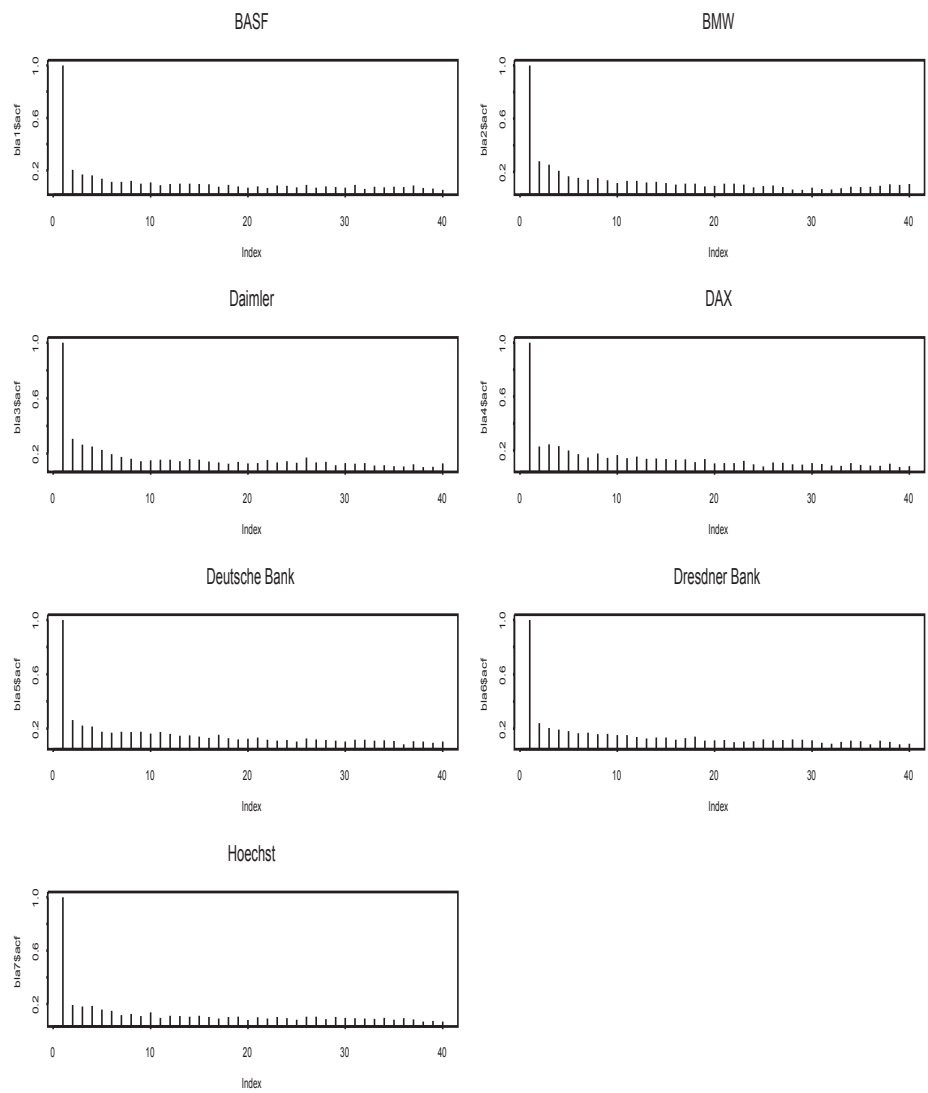 BASF
bla1$acf
1.0
0.6
0.2
0 10 20 30 40
Index
BMW
bla2$acf
1.0
0.6
0.2
0 10 20 30 40
Index
Daimler
bla3$acf
1.0
0.6
0.2
0 10 20 30 40
Index
DAX
bla4$acf
1.0
0.6
0.2
0 10 20 30 40
Index
Deutsche Bank
bla5$acf
1.0
0.6
0.2
0 10 20 30 40
Index
Dresdner Bank
bla6$acf
1.0
0.6
0.2
0 10 20 30 40
Index
Hoechst
bla7$acf
1.0
0.6
0.2
0 10 20 30 40
Index